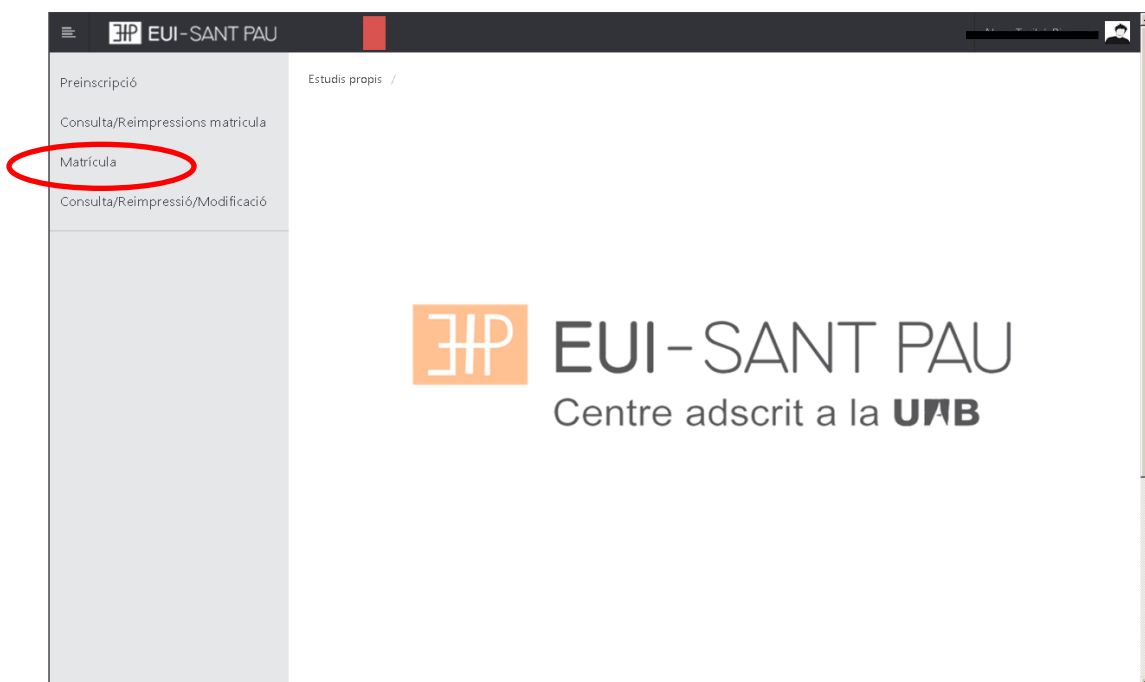 EUI-SANT PAU
Preinscripció
Estudis propis /
Consulta/Reimpressions matricula
Matrícula
Consulta/Reimpressió/Modificació
EUI-SANT PAU
Centre adscrit a la UAB